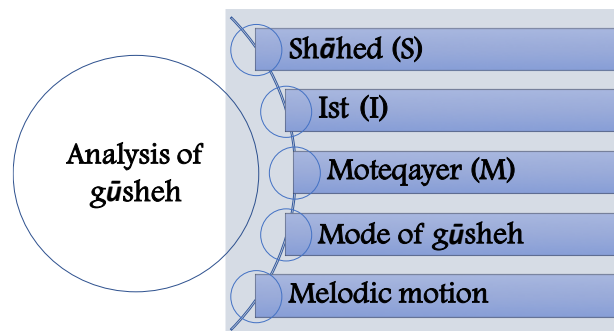 Analysis of
gūsheh
Shāhed (S)
Ist (I)
Moteqayer (M)
Mode of gūsheh
Melodic motion